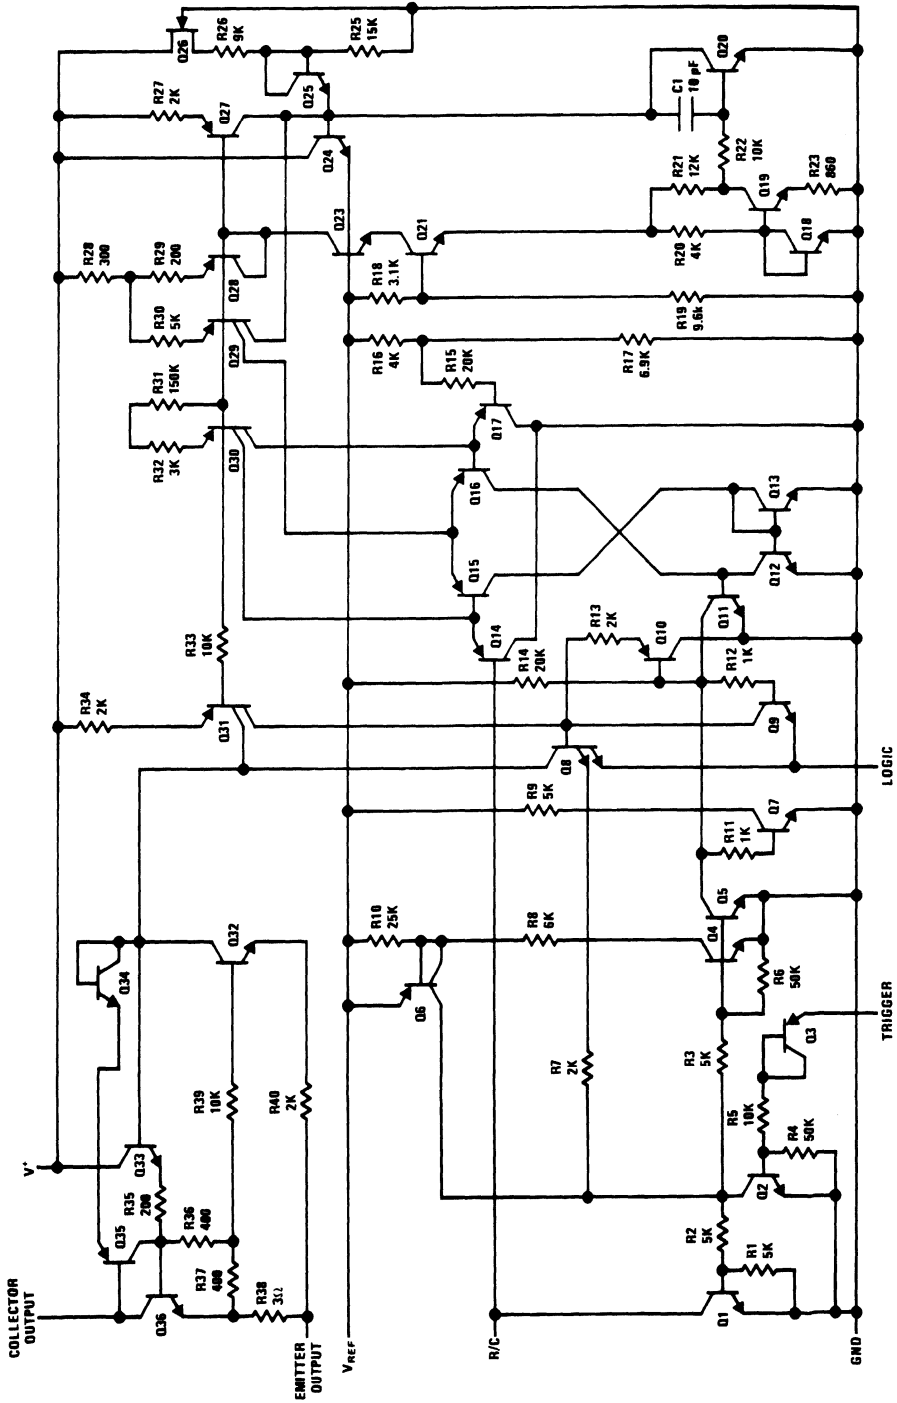 COLLECTOR
OUTPUT
V+
EMITTER
OUTPUT
VREF
R/C
GND
TRIGGER
LOGIC
Q36
Q35
R35
200
Q33
R36
400
R37
400
R38
3Ω
R39
10K
R40
2K
Q34
Q32
R34
2K
Q31
R33
10K
R32
3K
R31
150K
Q30
R30
5K
Q29
R28
300
R29
200
Q28
R27
2K
Q27
Q26
R26
9K
R25
15K
Q25
Q24
Q23
Q21
R18
3.1K
R16
4K
R15
20K
Q17
R17
6.9K
R19
9.6k
R20
4K
R21
12K
C1
10 pF
Q20
R22
10K
Q19
Q18
R23
860
Q16
Q15
Q14
Q13
Q12
Q11
R13
2K
Q10
R14
20K
R12
1K
Q9
Q8
R9
5K
R11
1K
Q7
R10
25K
Q6
R8
6K
Q5
Q4
R6
50K
R7
2K
R3
5K
Q3
R5
10K
R4
50K
Q2
R2
5K
R1
5K
Q1